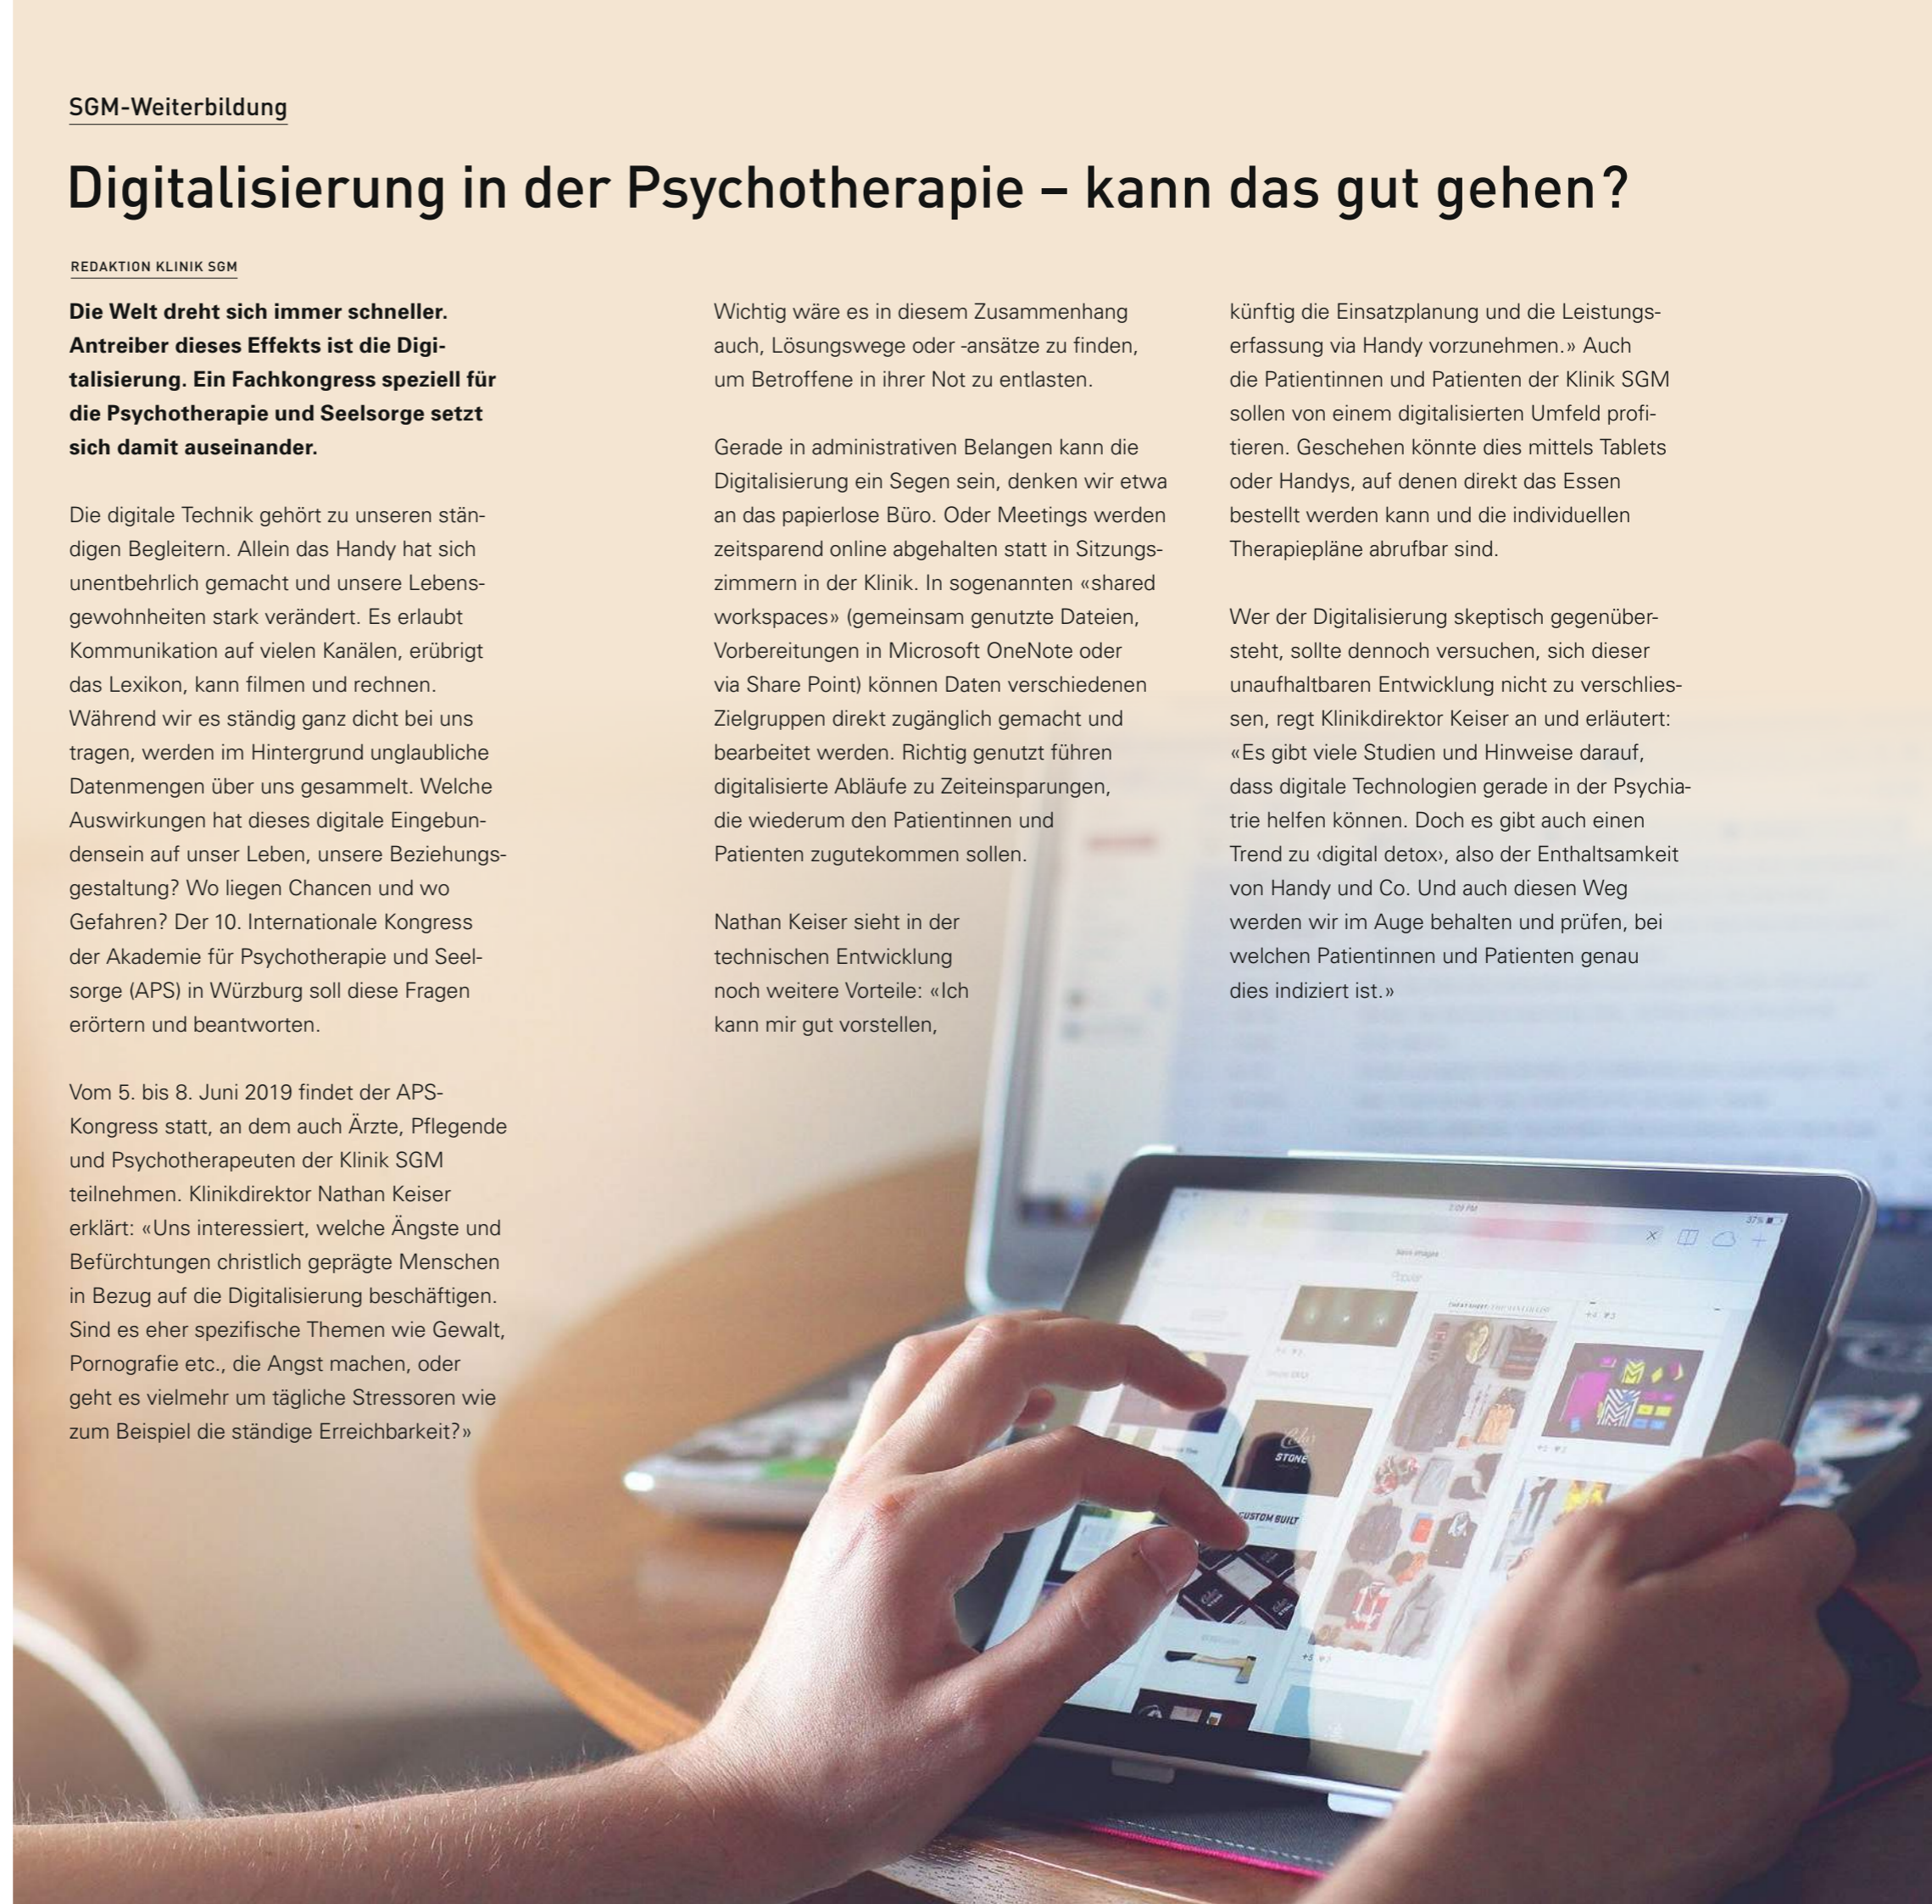 SGM-Weiterbildung
Digitalisierung in der Psychotherapie – kann das gut gehen?
REDAKTION KLINIK SGM
Die Welt dreht sich immer schneller.
Antreiber dieses Effekts ist die Digi-
talisierung. Ein Fachkongress speziell für
die Psychotherapie und Seelsorge setzt
sich damit auseinander.
Die digitale Technik gehört zu unseren stän-
digen Begleitern. Allein das Handy hat sich
unentbehrlich gemacht und unsere Lebens-
gewohnheiten stark verändert. Es erlaubt
Kommunikation auf vielen Kanälen, erübrigt
das Lexikon, kann filmen und rechnen.
Während wir es ständig ganz dicht bei uns
tragen, werden im Hintergrund unglaubliche
Datenmengen über uns gesammelt. Welche
Auswirkungen hat dieses digitale Eingebun-
densein auf unser Leben, unsere Beziehungs-
gestaltung? Wo liegen Chancen und wo
Gefahren? Der 10. Internationale Kongress
der Akademie für Psychotherapie und Seel-
sorge (APS) in Würzburg soll diese Fragen
erörtern und beantworten.
Vom 5. bis 8. Juni 2019 findet der APS-
Kongress statt, an dem auch Ärzte, Pflegende
und Psychotherapeuten der Klinik SGM
teilnehmen. Klinikdirektor Nathan Keiser
erklärt: «Uns interessiert, welche Ängste und
Befürchtungen christlich geprägte Menschen
in Bezug auf die Digitalisierung beschäftigen.
Sind es eher spezifische Themen wie Gewalt,
Pornografie etc., die Angst machen, oder
geht es vielmehr um tägliche Stressoren wie
zum Beispiel die ständige Erreichbarkeit?»
Wichtig wäre es in diesem Zusammenhang
auch, Lösungswege oder -ansätze zu finden,
um Betroffene in ihrer Not zu entlasten.
Gerade in administrativen Belangen kann die
Digitalisierung ein Segen sein, denken wir etwa
an das papierlose Büro. Oder Meetings werden
zeitsparend online abgehalten statt in Sitzungs-
zimmern in der Klinik. In sogenannten «shared
workspaces» (gemeinsam genutzte Dateien,
Vorbereitungen in Microsoft OneNote oder
via Share Point) können Daten verschiedenen
Zielgruppen direkt zugänglich gemacht und
bearbeitet werden. Richtig genutzt führen
digitalisierte Abläufe zu Zeiteinsparungen,
die wiederum den Patientinnen und
Patienten zugutekommen sollen.
Nathan Keiser sieht in der
technischen Entwicklung
noch weitere Vorteile: «Ich
kann mir gut vorstellen,
künftig die Einsatzplanung und die Leistungs-
erfassung via Handy vorzunehmen.» Auch
die Patientinnen und Patienten der Klinik SGM
sollen von einem digitalisierten Umfeld profi-
tieren. Geschehen könnte dies mittels Tablets
oder Handys, auf denen direkt das Essen
bestellt werden kann und die individuellen
Therapiepläne abrufbar sind.
Wer der Digitalisierung skeptisch gegenüber-
steht, sollte dennoch versuchen, sich dieser
unaufhaltbaren Entwicklung nicht zu verschlies-
sen, regt Klinikdirektor Keiser an und erläutert:
«Es gibt viele Studien und Hinweise darauf,
dass digitale Technologien gerade in der Psychia-
trie helfen können. Doch es gibt auch einen
Trend zu ‹digital detox›, also der Enthaltsamkeit
von Handy und Co. Und auch diesen Weg
werden wir im Auge behalten und prüfen, bei
welchen Patientinnen und Patienten genau
dies indiziert ist.»
37%
Popular
STONE
CUSTOM BUILT